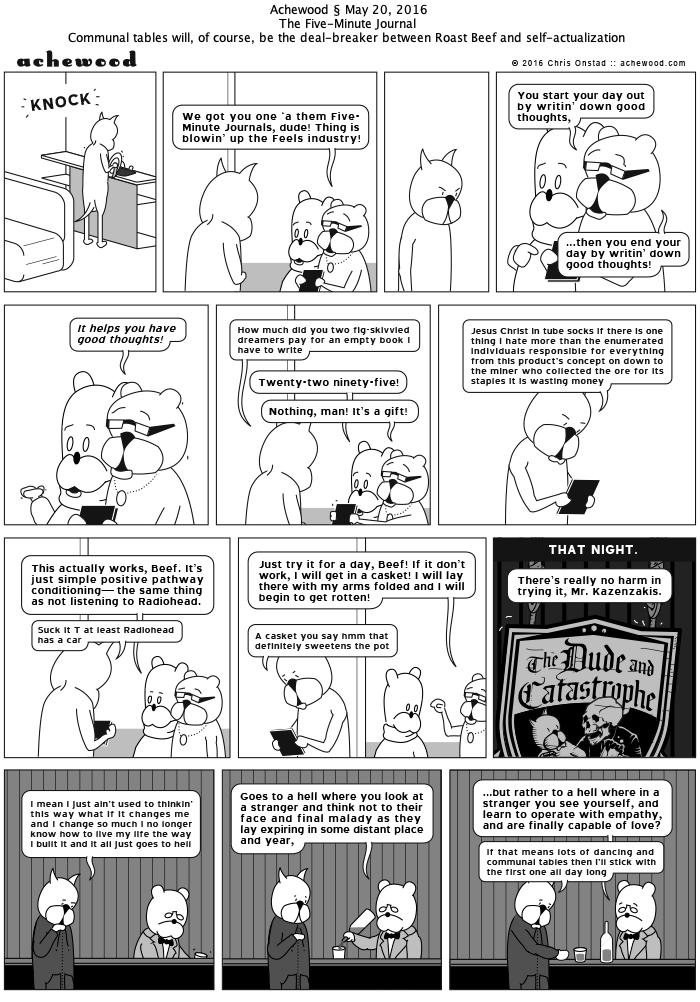 Achewood § May 20, 2016
The Five-Minute Journal
Communal tables will, of course, be the deal-breaker between Roast Beef and self-actualization
achewood
© 2016 Chris Onstad :: achewood.com
KNOCK
We got you one 'a them Five-
Minute Journals, dude! Thing is
blowin' up the Feels industry!
You start your day out
by writin' down good
thoughts,
...then you end your
day by writin' down
good thoughts!
It helps you have
good thoughts!
How much did you two fig-skivvied
dreamers pay for an empty book I
have to write
Twenty-two ninety-five!
Nothing, man! It's a gift!
Jesus Christ in tube socks if there is one
thing I hate more than the enumerated
individuals responsible for everything
from this product's concept on down to
the miner who collected the ore for its
staples it is wasting money
This actually works, Beef. It's
just simple positive pathway
conditioning— the same thing
as not listening to Radiohead.
Suck it T at least Radiohead
has a car
Just try it for a day, Beef! If it don't
work, I will get in a casket! I will lay
there with my arms folded and I will
begin to get rotten!
A casket you say hmm that
definitely sweetens the pot
THAT NIGHT.
There's really no harm in
trying it, Mr. Kazenzakis.
The Dude and
Catastrophe
I mean I just ain't used to thinkin'
this way what if it changes me
and I change so much I no longer
know how to live my life the way
I built it and it all just goes to hell
Goes to a hell where you look at
a stranger and think not to their
face and final malady as they
lay expiring in some distant place
and year,
...but rather to a hell where in a
stranger you see yourself, and
learn to operate with empathy,
and are finally capable of love?
If that means lots of dancing and
communal tables then I'll stick with
the first one all day long